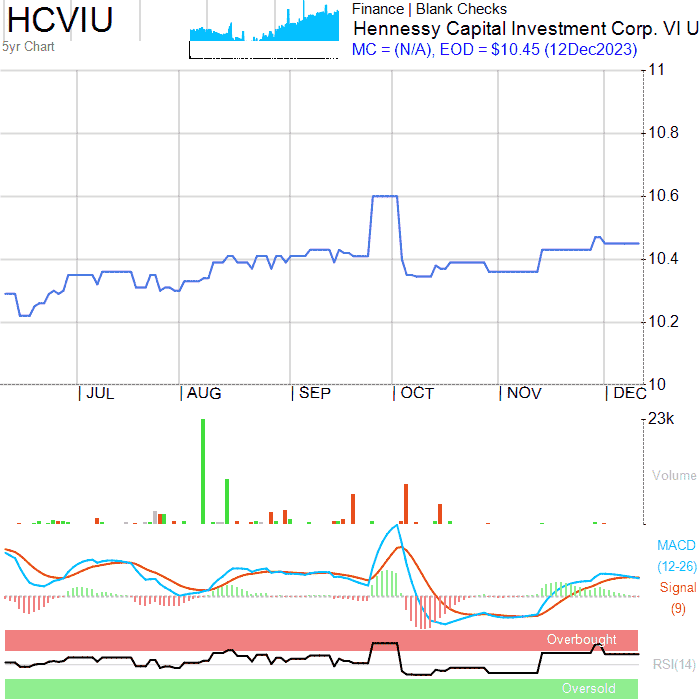 HCVIU
5yr Chart
Finance | Blank Checks
Hennessy Capital Investment Corp. VI U
MC = (N/A), EOD = $10.45 (12Dec2023)
11
10.8
10.6
10.4
10.2
10
| JUL | AUG | SEP | OCT | NOV | DEC
23k
Volume
MACD
(12-26)
Signal
(9)
Overbought
RSI(14)
Oversold